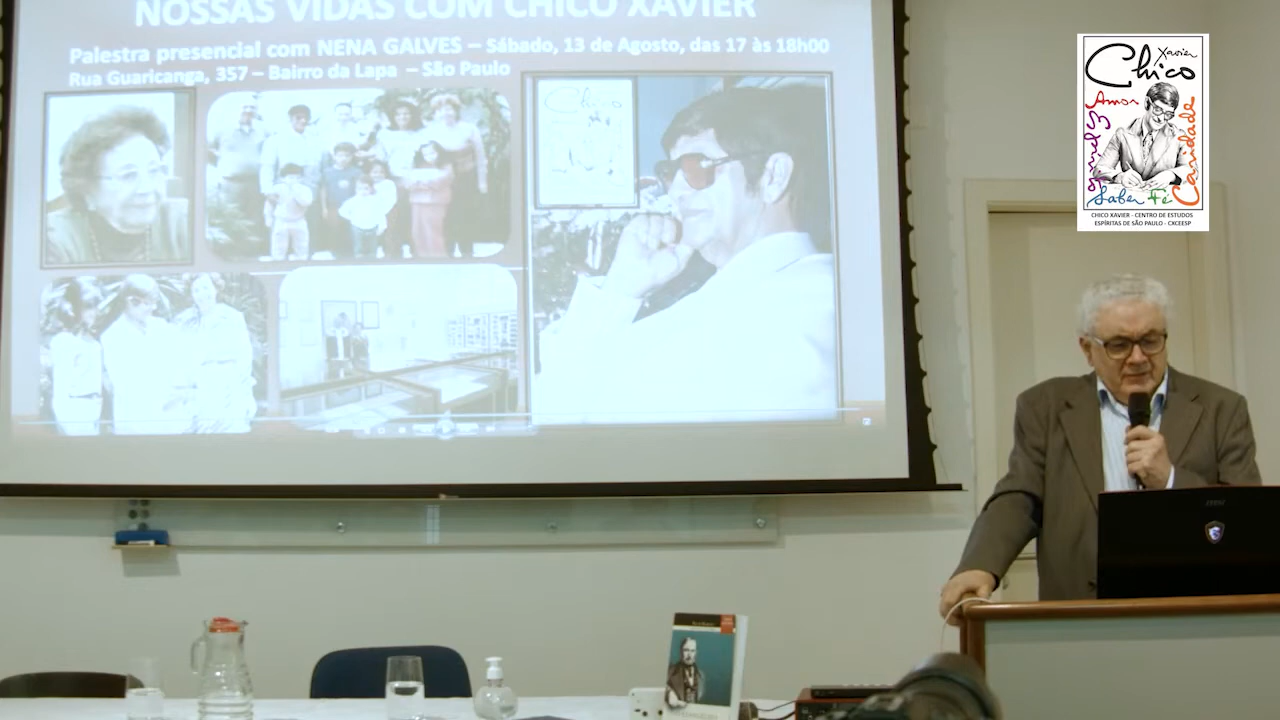 NOSSAS VIDAS COM CHICO XAVIER
Palestra presencial com NENA GALVES – Sábado, 13 de Agosto, das 17 às 18h00
Rua Guaricanga, 357 – Bairro da Lapa – São Paulo
Chico
Chico Xavier
Amor
Caridade
Saber Fé
CHICO XAVIER - CENTRO DE ESTUDOS
ESPÍRITAS DE SÃO PAULO - CXCEESP
msi